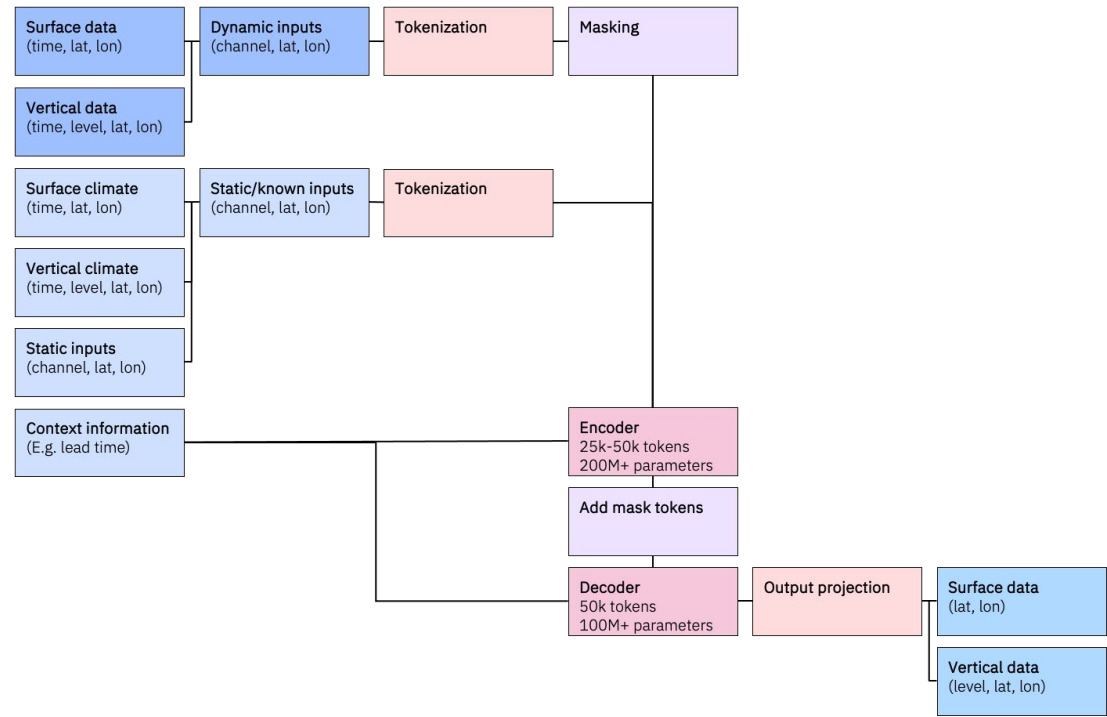 Surface data
(time, lat, lon)
Dynamic inputs
(channel, lat, lon)
Tokenization
Masking
Vertical data
(time, level, lat, lon)
Surface climate
(time, lat, lon)
Static/known inputs
(channel, lat, lon)
Tokenization
Vertical climate
(time, level, lat, lon)
Static inputs
(channel, lat, lon)
Context information
(E.g. lead time)
Encoder
25k-50k tokens
200M+ parameters
Add mask tokens
Decoder
50k tokens
100M+ parameters
Output projection
Surface data
(lat, lon)
Vertical data
(level, lat, lon)